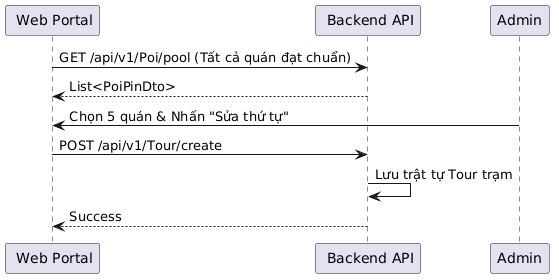 Web Portal
Backend API
Admin
GET /api/v1/Poi/pool (Tất cả quán đạt chuẩn)
List<PoiPinDto>
Chọn 5 quán & Nhấn "Sửa thứ tự"
POST /api/v1/Tour/create
Lưu trật tự Tour trạm
Success
Web Portal
Backend API
Admin